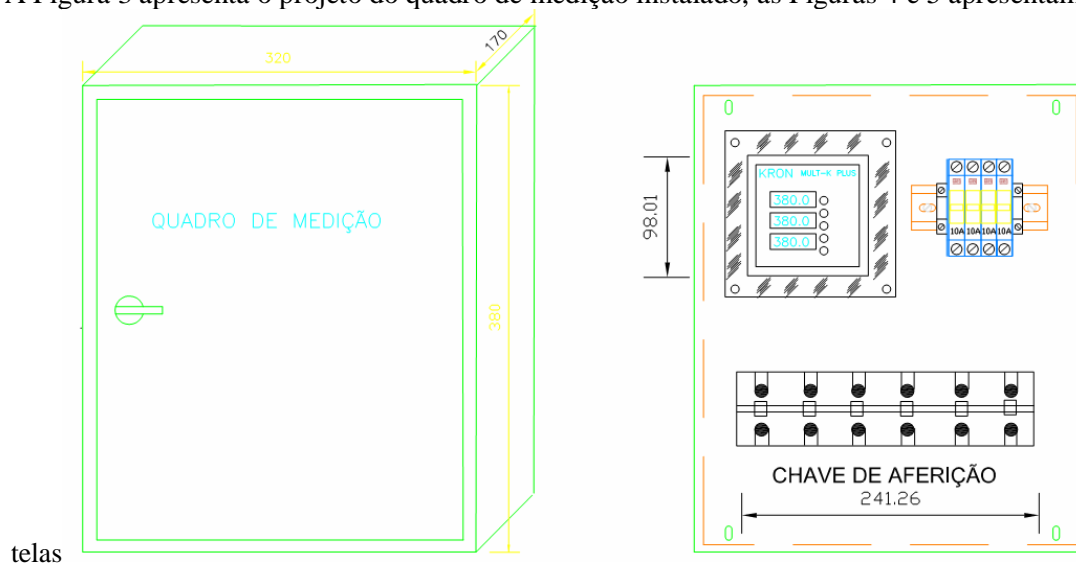 A Figura 3 apresenta o projeto do quadro de medição instalado, as Figuras 4 e 5 apresentam
320
170
QUADRO DE MEDIÇÃO
380
98.01
KRON MULT-K PLUS
380.0
380.0
380.0
10A 10A 10A 10A
CHAVE DE AFERIÇÃO
241.26
telas